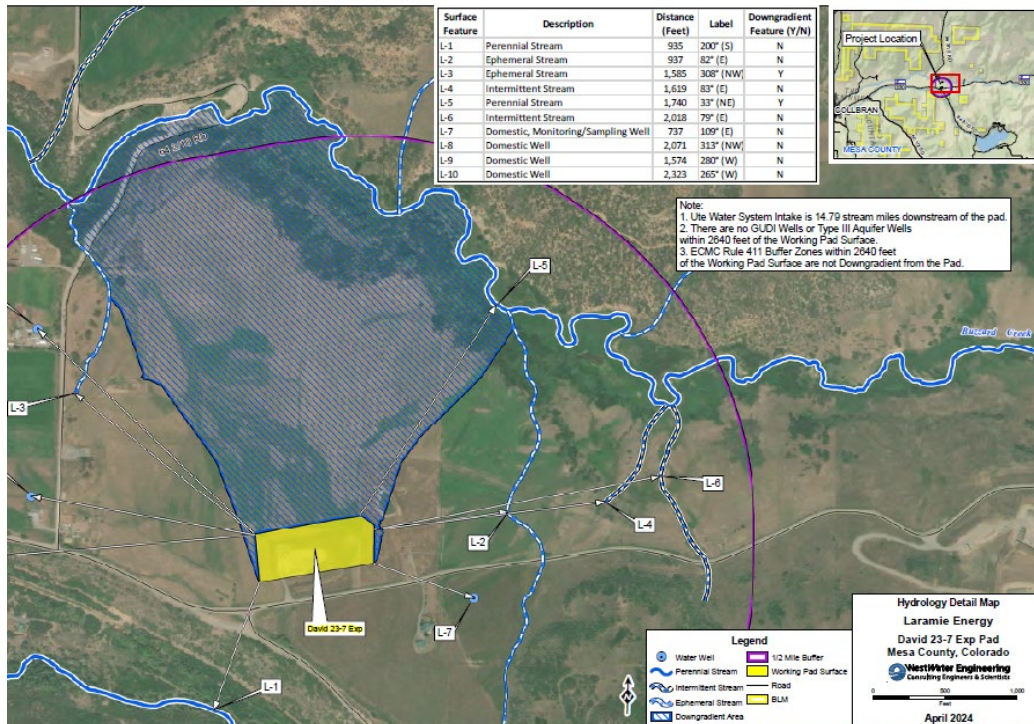 Surface Feature Description Distance (Feet) Label Downgradient Feature (Y/N)
L-1 Perennial Stream 935 200° (S) N
L-2 Ephemeral Stream 937 82° (E) N
L-3 Ephemeral Stream 1,585 308° (NW) Y
L-4 Intermittent Stream 1,619 83° (E) N
L-5 Perennial Stream 1,740 33° (NE) Y
L-6 Intermittent Stream 2,018 79° (E) N
L-7 Domestic, Monitoring/Sampling Well 737 109° (E) N
L-8 Domestic Well 2,071 313° (NW) N
L-9 Domestic Well 1,574 280° (W) N
L-10 Domestic Well 2,323 265° (W) N
Project Location
COLLBRAN
MESA COUNTY
Note:
1. Ute Water System Intake is 14.79 stream miles downstream of the pad.
2. There are no GUDI Wells or Type III Aquifer Wells
within 2640 feet of the Working Pad Surface.
3. ECMC Rule 411 Buffer Zones within 2640 feet
of the Working Pad Surface are not Downgradient from the Pad.
L-5
Buzzard Creek
L-3
L-6
L-4
L-2
L-7
David 23-7 Exp
L-1
Legend
Water Well
Perennial Stream
Intermittent Stream
Ephemeral Stream
Downgradient Area
1/2 Mile Buffer
Working Pad Surface
Road
BLM
N
Hydrology Detail Map
Laramie Energy
David 23-7 Exp Pad
Mesa County, Colorado
WestWater Engineering
Consulting Engineers & Scientists
0 500 1,000
Feet
April 2024